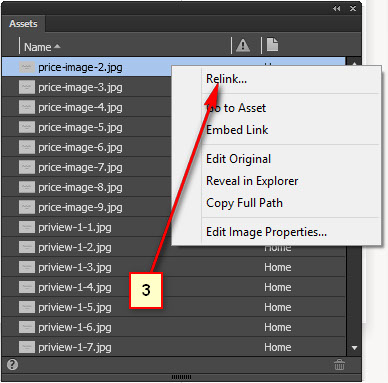 Assets
Name
price-image-2.jpg Home
price-image-3.jpg
price-image-4.jpg
price-image-5.jpg
price-image-6.jpg
price-image-7.jpg
price-image-8.jpg
price-image-9.jpg
priview-1-1.jpg
priview-1-2.jpg Home
priview-1-3.jpg Home
priview-1-4.jpg Home
priview-1-5.jpg Home
priview-1-6.jpg Home
priview-1-7.jpg Home
Relink...
Go to Asset
Embed Link
Edit Original
Reveal in Explorer
Copy Full Path
Edit Image Properties...
3